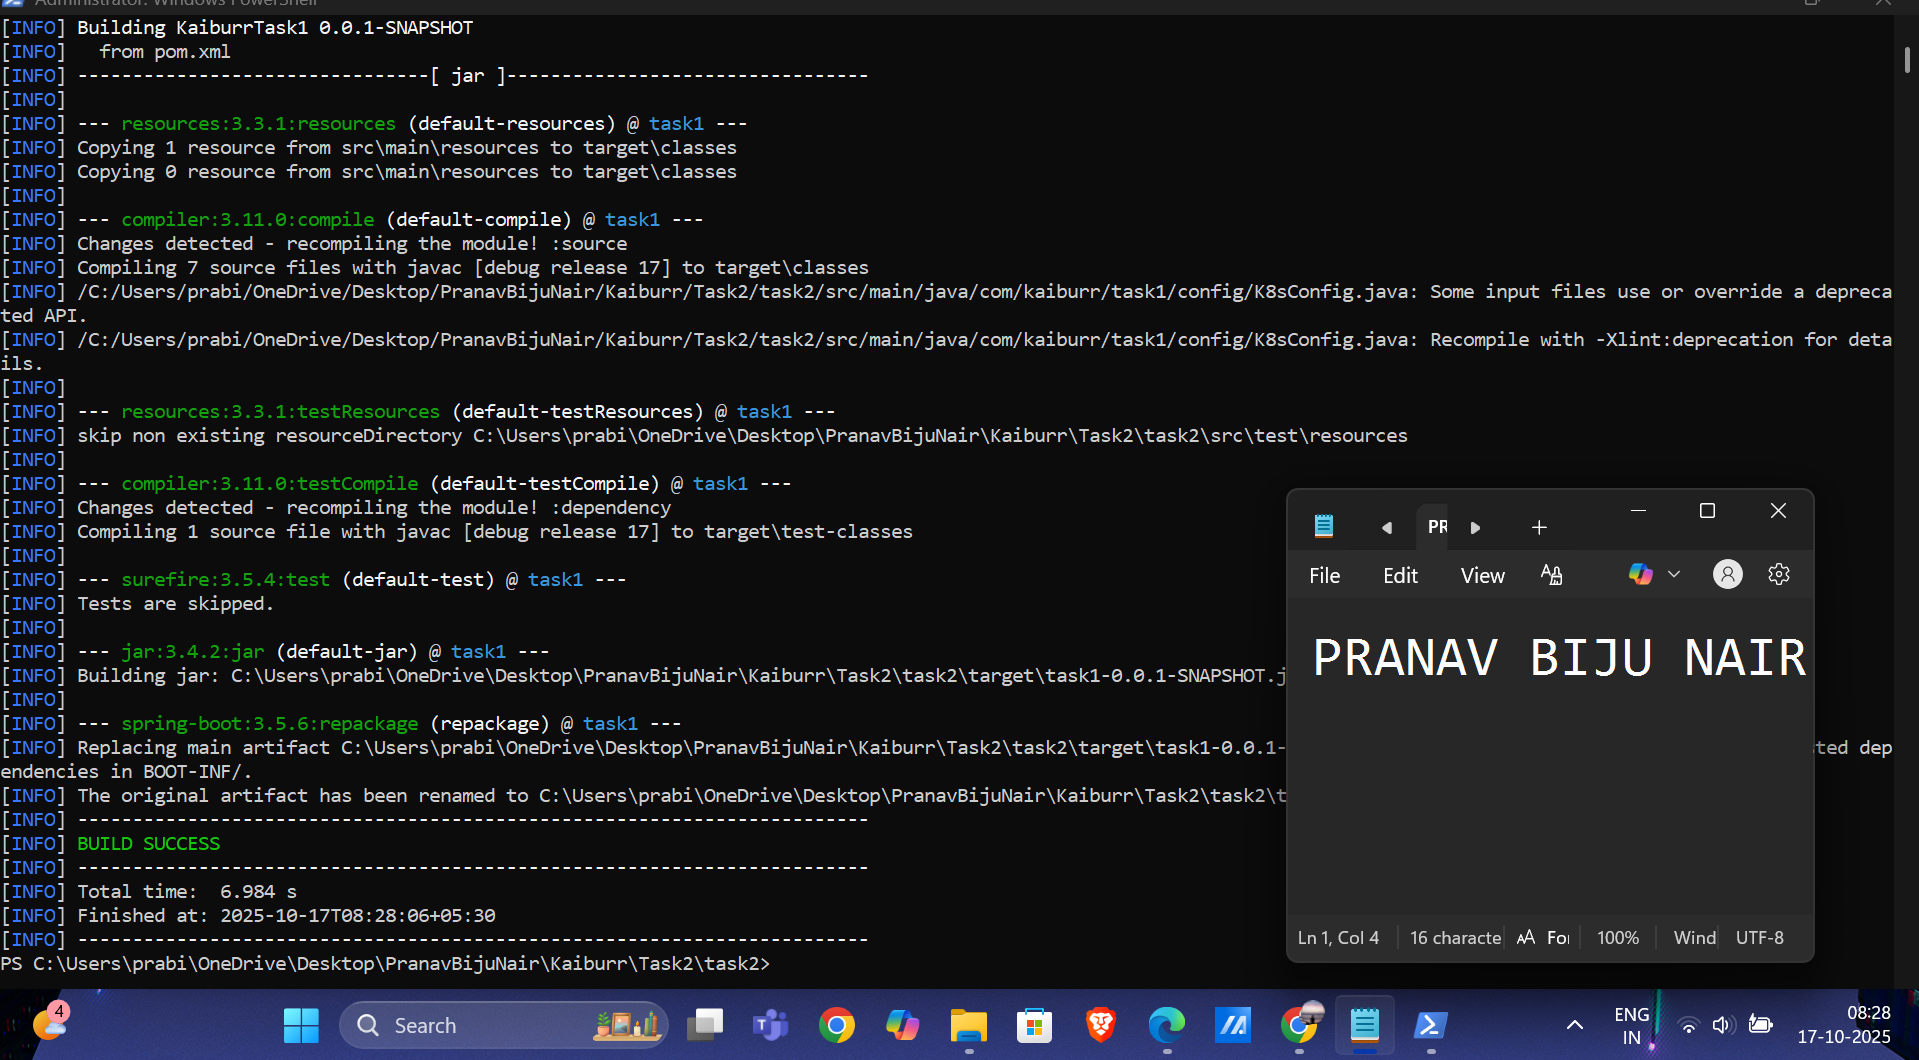 Administrator: Windows PowerShell
[INFO] Building KaiburrTask1 0.0.1-SNAPSHOT
[INFO]   from pom.xml
[INFO] --------------------------------[ jar ]---------------------------------
[INFO]
[INFO] --- resources:3.3.1:resources (default-resources) @ task1 ---
[INFO] Copying 1 resource from src\main\resources to target\classes
[INFO] Copying 0 resource from src\main\resources to target\classes
[INFO]
[INFO] --- compiler:3.11.0:compile (default-compile) @ task1 ---
[INFO] Changes detected - recompiling the module! :source
[INFO] Compiling 7 source files with javac [debug release 17] to target\classes
[INFO] /C:/Users/prabi/OneDrive/Desktop/PranavBijuNair/Kaiburr/Task2/task2/src/main/java/com/kaiburr/task1/config/K8sConfig.java: Some input files use or override a depreca
ted API.
[INFO] /C:/Users/prabi/OneDrive/Desktop/PranavBijuNair/Kaiburr/Task2/task2/src/main/java/com/kaiburr/task1/config/K8sConfig.java: Recompile with -Xlint:deprecation for deta
ils.
[INFO]
[INFO] --- resources:3.3.1:testResources (default-testResources) @ task1 ---
[INFO] skip non existing resourceDirectory C:\Users\prabi\OneDrive\Desktop\PranavBijuNair\Kaiburr\Task2\task2\src\test\resources
[INFO]
[INFO] --- compiler:3.11.0:testCompile (default-testCompile) @ task1 ---
[INFO] Changes detected - recompiling the module! :dependency
[INFO] Compiling 1 source file with javac [debug release 17] to target\test-classes
[INFO]
[INFO] --- surefire:3.5.4:test (default-test) @ task1 ---
[INFO] Tests are skipped.
[INFO]
[INFO] --- jar:3.4.2:jar (default-jar) @ task1 ---
[INFO] Building jar: C:\Users\prabi\OneDrive\Desktop\PranavBijuNair\Kaiburr\Task2\task2\target\task1-0.0.1-SNAPSHOT.j
[INFO]
[INFO] --- spring-boot:3.5.6:repackage (repackage) @ task1 ---
[INFO] Replacing main artifact C:\Users\prabi\OneDrive\Desktop\PranavBijuNair\Kaiburr\Task2\task2\target\task1-0.0.1- ted dep
endencies in BOOT-INF/.
[INFO] The original artifact has been renamed to C:\Users\prabi\OneDrive\Desktop\PranavBijuNair\Kaiburr\Task2\task2\t
[INFO] ------------------------------------------------------------------------
[INFO] BUILD SUCCESS
[INFO] ------------------------------------------------------------------------
[INFO] Total time:  6.984 s
[INFO] Finished at: 2025-10-17T08:28:06+05:30
[INFO] ------------------------------------------------------------------------
PS C:\Users\prabi\OneDrive\Desktop\PranavBijuNair\Kaiburr\Task2\task2>
PR
File Edit View
PRANAV BIJU NAIR
Ln 1, Col 4 16 characte For 100% Wind UTF-8
4
Search
ENG
IN
08:28
17-10-2025